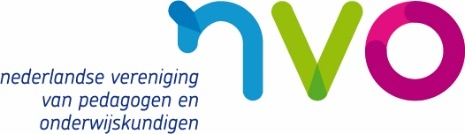 nvo
nederlandse vereniging
van pedagogen en
onderwijskundigen